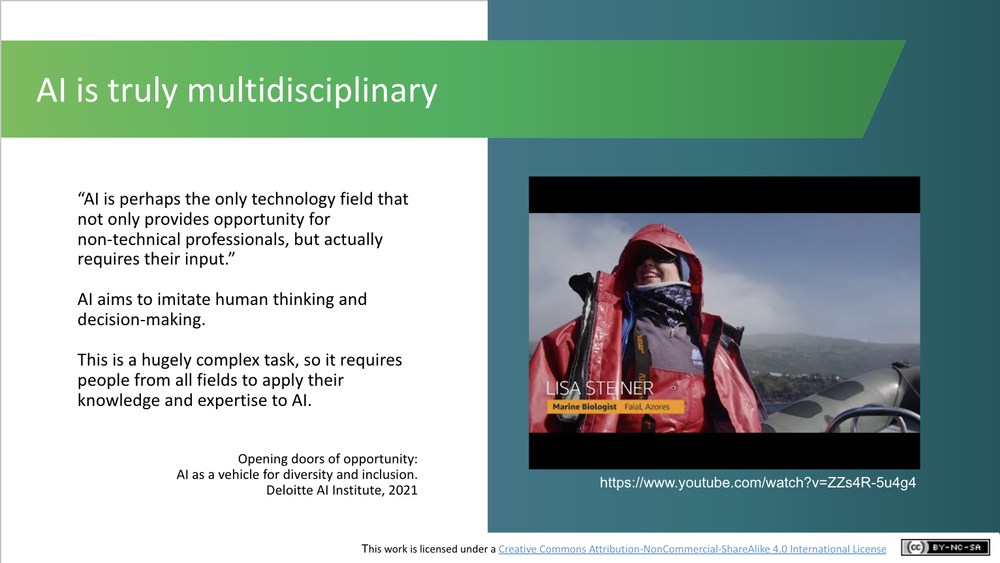 AI is truly multidisciplinary
“AI is perhaps the only technology field that
not only provides opportunity for
non-technical professionals, but actually
requires their input.”
AI aims to imitate human thinking and
decision-making.
This is a hugely complex task, so it requires
people from all fields to apply their
knowledge and expertise to AI.
Opening doors of opportunity:
AI as a vehicle for diversity and inclusion.
Deloitte AI Institute, 2021
LISA STEINER
Marine Biologist Faial, Azores
https://www.youtube.com/watch?v=ZZs4R-5u4g4
This work is licensed under a Creative Commons Attribution-NonCommercial-ShareAlike 4.0 International License
cc BY-NC-SA